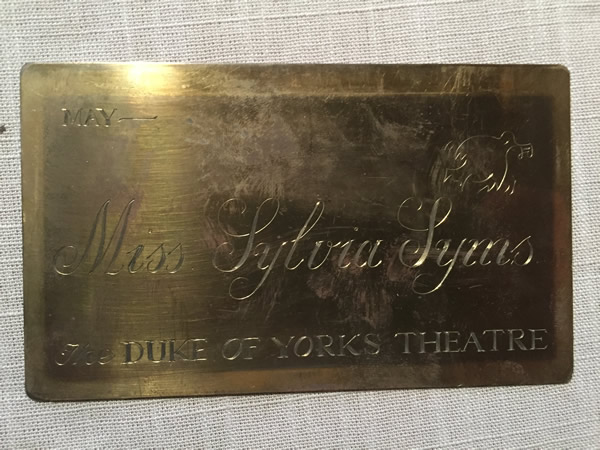 MAY—
Miss Sylvia Syms
The DUKE OF YORKS THEATRE